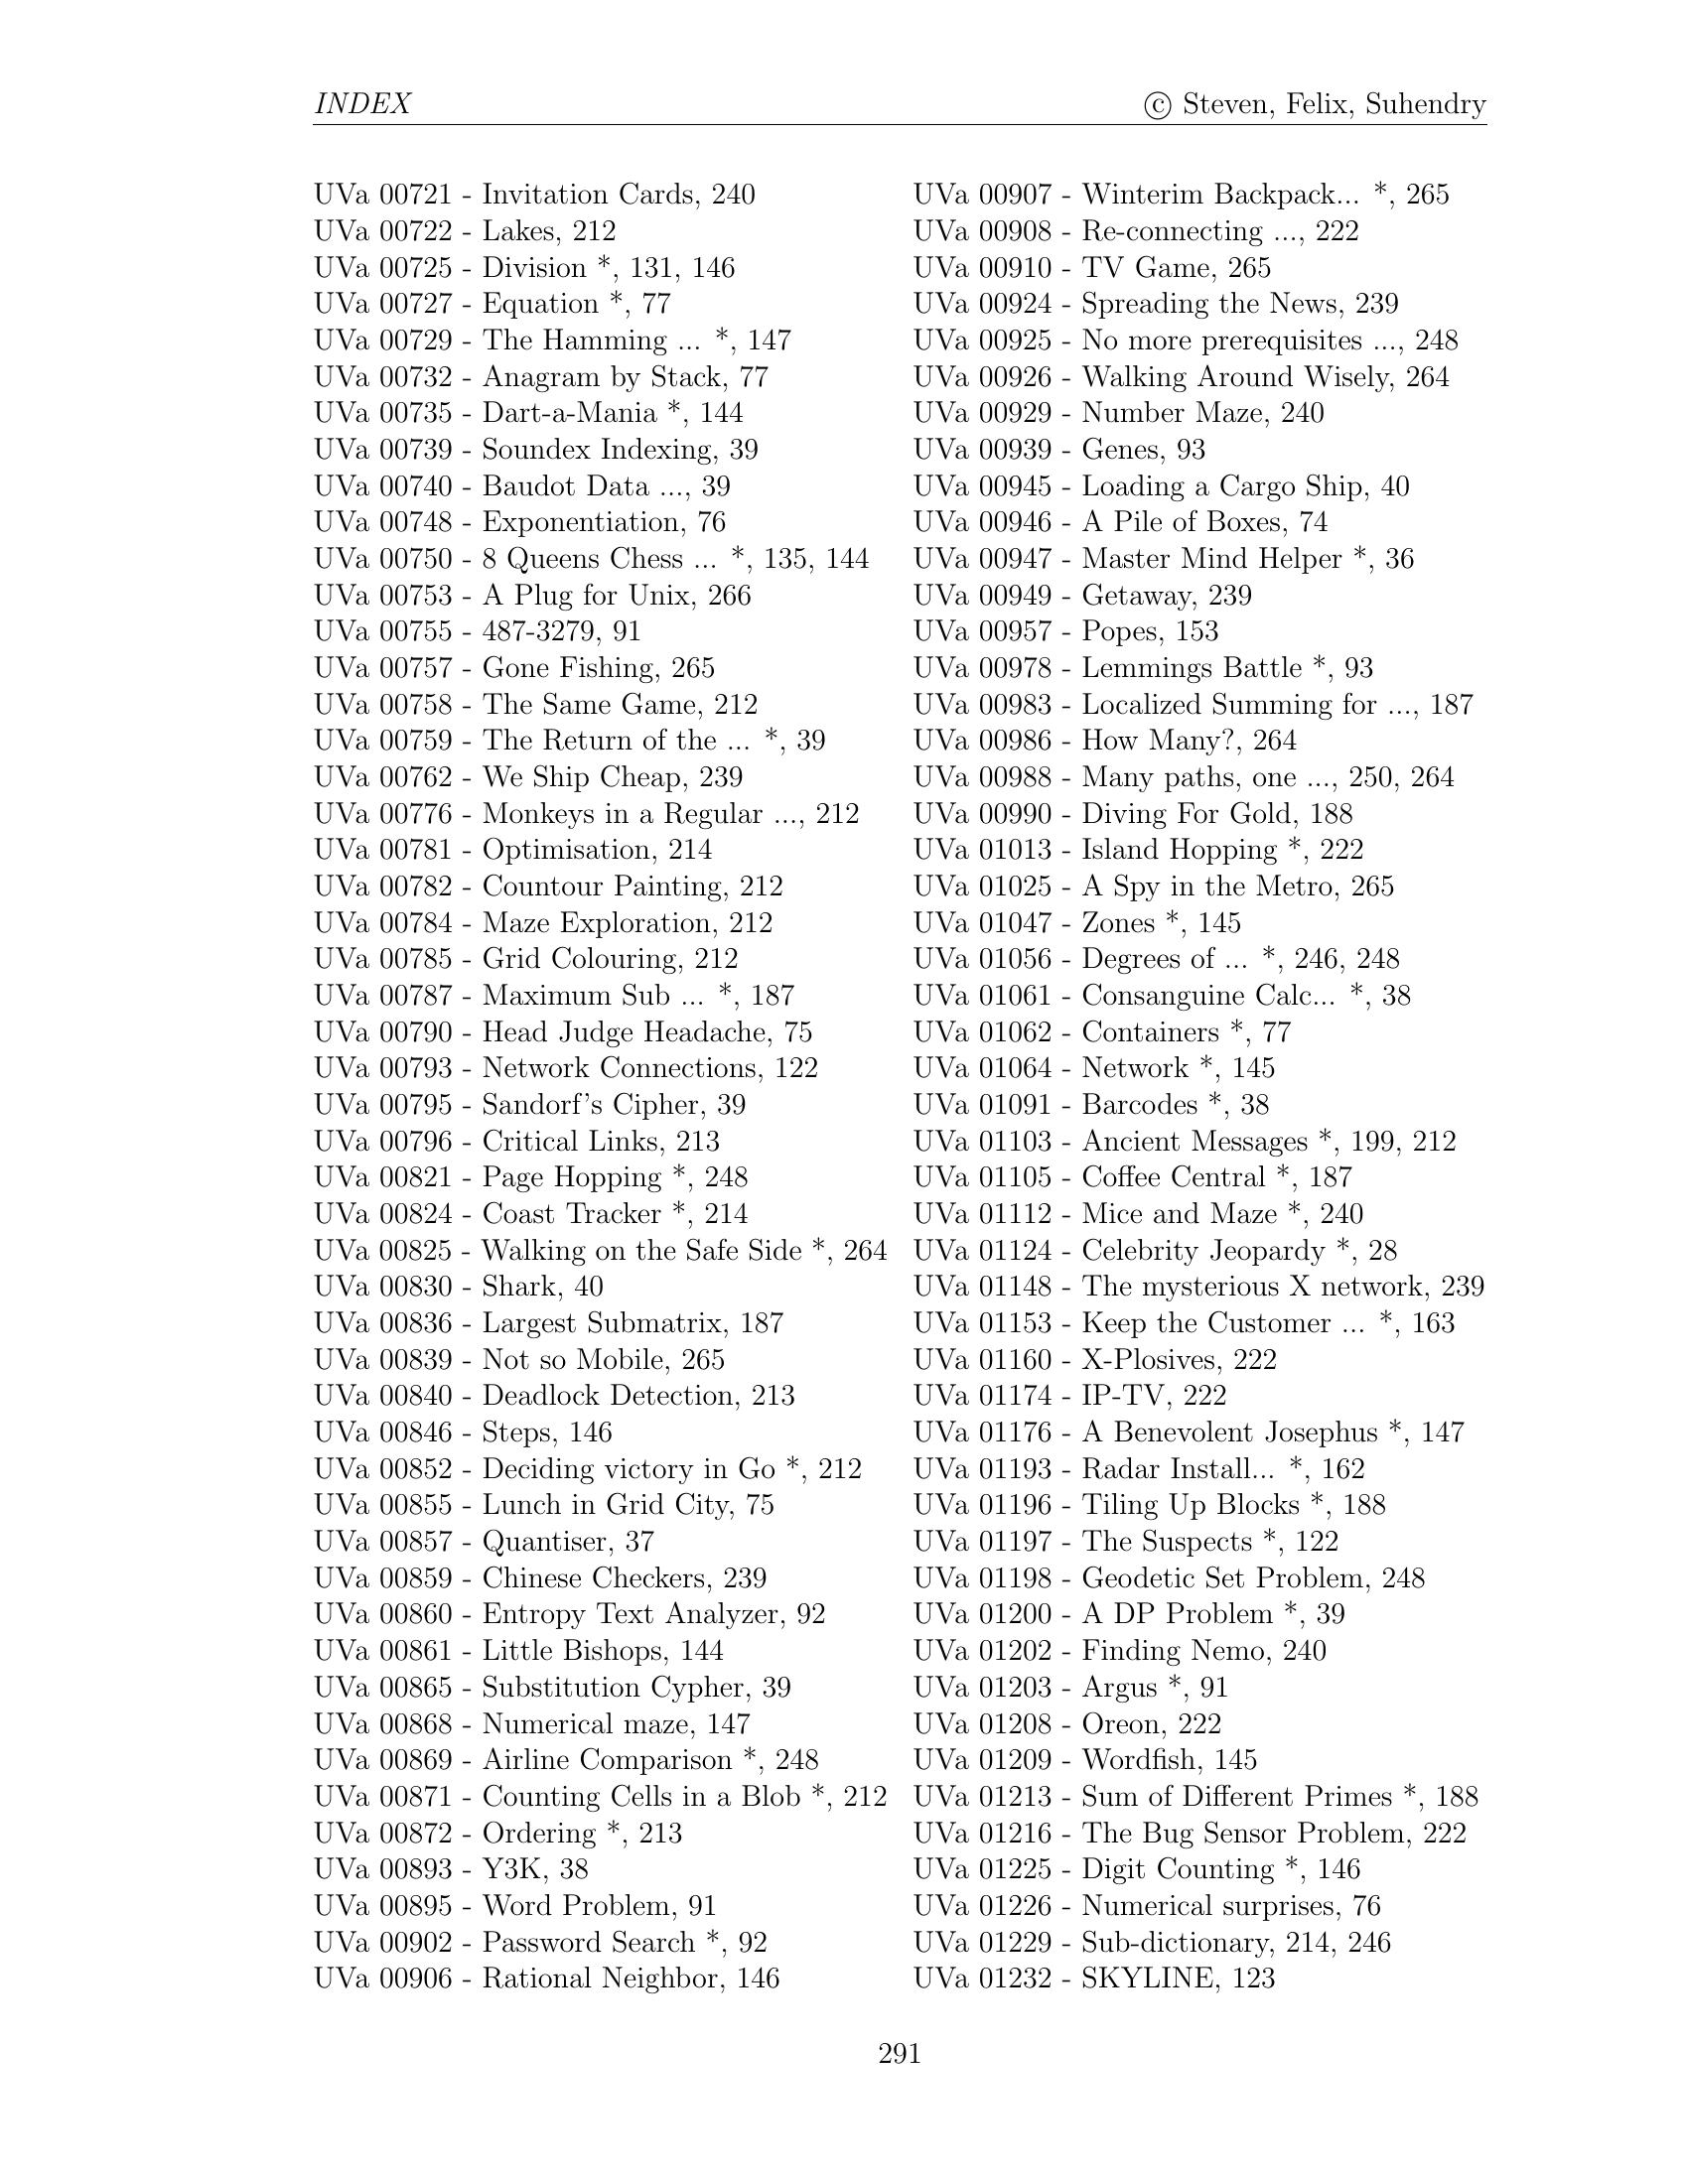 INDEX
© Steven, Felix, Suhendry
UVa 00721 - Invitation Cards, 240
UVa 00722 - Lakes, 212
UVa 00725 - Division *, 131, 146
UVa 00727 - Equation *, 77
UVa 00729 - The Hamming ... *, 147
UVa 00732 - Anagram by Stack, 77
UVa 00735 - Dart-a-Mania *, 144
UVa 00739 - Soundex Indexing, 39
UVa 00740 - Baudot Data ..., 39
UVa 00748 - Exponentiation, 76
UVa 00750 - 8 Queens Chess ... *, 135, 144
UVa 00753 - A Plug for Unix, 266
UVa 00755 - 487-3279, 91
UVa 00757 - Gone Fishing, 265
UVa 00758 - The Same Game, 212
UVa 00759 - The Return of the ... *, 39
UVa 00762 - We Ship Cheap, 239
UVa 00776 - Monkeys in a Regular ..., 212
UVa 00781 - Optimisation, 214
UVa 00782 - Countour Painting, 212
UVa 00784 - Maze Exploration, 212
UVa 00785 - Grid Colouring, 212
UVa 00787 - Maximum Sub ... *, 187
UVa 00790 - Head Judge Headache, 75
UVa 00793 - Network Connections, 122
UVa 00795 - Sandorf's Cipher, 39
UVa 00796 - Critical Links, 213
UVa 00821 - Page Hopping *, 248
UVa 00824 - Coast Tracker *, 214
UVa 00825 - Walking on the Safe Side *, 264
UVa 00830 - Shark, 40
UVa 00836 - Largest Submatrix, 187
UVa 00839 - Not so Mobile, 265
UVa 00840 - Deadlock Detection, 213
UVa 00846 - Steps, 146
UVa 00852 - Deciding victory in Go *, 212
UVa 00855 - Lunch in Grid City, 75
UVa 00857 - Quantiser, 37
UVa 00859 - Chinese Checkers, 239
UVa 00860 - Entropy Text Analyzer, 92
UVa 00861 - Little Bishops, 144
UVa 00865 - Substitution Cypher, 39
UVa 00868 - Numerical maze, 147
UVa 00869 - Airline Comparison *, 248
UVa 00871 - Counting Cells in a Blob *, 212
UVa 00872 - Ordering *, 213
UVa 00893 - Y3K, 38
UVa 00895 - Word Problem, 91
UVa 00902 - Password Search *, 92
UVa 00906 - Rational Neighbor, 146
UVa 00907 - Winterim Backpack... *, 265
UVa 00908 - Re-connecting ..., 222
UVa 00910 - TV Game, 265
UVa 00924 - Spreading the News, 239
UVa 00925 - No more prerequisites ..., 248
UVa 00926 - Walking Around Wisely, 264
UVa 00929 - Number Maze, 240
UVa 00939 - Genes, 93
UVa 00945 - Loading a Cargo Ship, 40
UVa 00946 - A Pile of Boxes, 74
UVa 00947 - Master Mind Helper *, 36
UVa 00949 - Getaway, 239
UVa 00957 - Popes, 153
UVa 00978 - Lemmings Battle *, 93
UVa 00983 - Localized Summing for ..., 187
UVa 00986 - How Many?, 264
UVa 00988 - Many paths, one ..., 250, 264
UVa 00990 - Diving For Gold, 188
UVa 01013 - Island Hopping *, 222
UVa 01025 - A Spy in the Metro, 265
UVa 01047 - Zones *, 145
UVa 01056 - Degrees of ... *, 246, 248
UVa 01061 - Consanguine Calc... *, 38
UVa 01062 - Containers *, 77
UVa 01064 - Network *, 145
UVa 01091 - Barcodes *, 38
UVa 01103 - Ancient Messages *, 199, 212
UVa 01105 - Coffee Central *, 187
UVa 01112 - Mice and Maze *, 240
UVa 01124 - Celebrity Jeopardy *, 28
UVa 01148 - The mysterious X network, 239
UVa 01153 - Keep the Customer ... *, 163
UVa 01160 - X-Plosives, 222
UVa 01174 - IP-TV, 222
UVa 01176 - A Benevolent Josephus *, 147
UVa 01193 - Radar Install... *, 162
UVa 01196 - Tiling Up Blocks *, 188
UVa 01197 - The Suspects *, 122
UVa 01198 - Geodetic Set Problem, 248
UVa 01200 - A DP Problem *, 39
UVa 01202 - Finding Nemo, 240
UVa 01203 - Argus *, 91
UVa 01208 - Oreon, 222
UVa 01209 - Wordfish, 145
UVa 01213 - Sum of Different Primes *, 188
UVa 01216 - The Bug Sensor Problem, 222
UVa 01225 - Digit Counting *, 146
UVa 01226 - Numerical surprises, 76
UVa 01229 - Sub-dictionary, 214, 246
UVa 01232 - SKYLINE, 123
291